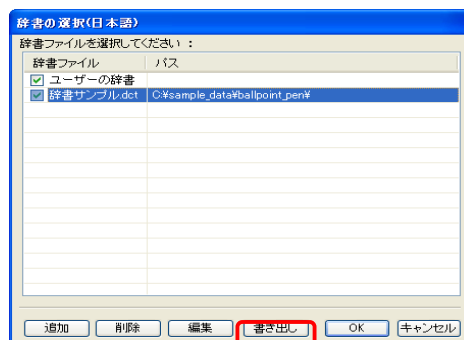 辞書の選択(日本語)
辞書ファイルを選択してください：
辞書ファイル パス
ユーザーの辞書
辞書サンプル.dct C:¥sample_data¥ballpoint_pen¥
追加 削除 編集 書き出し OK キャンセル